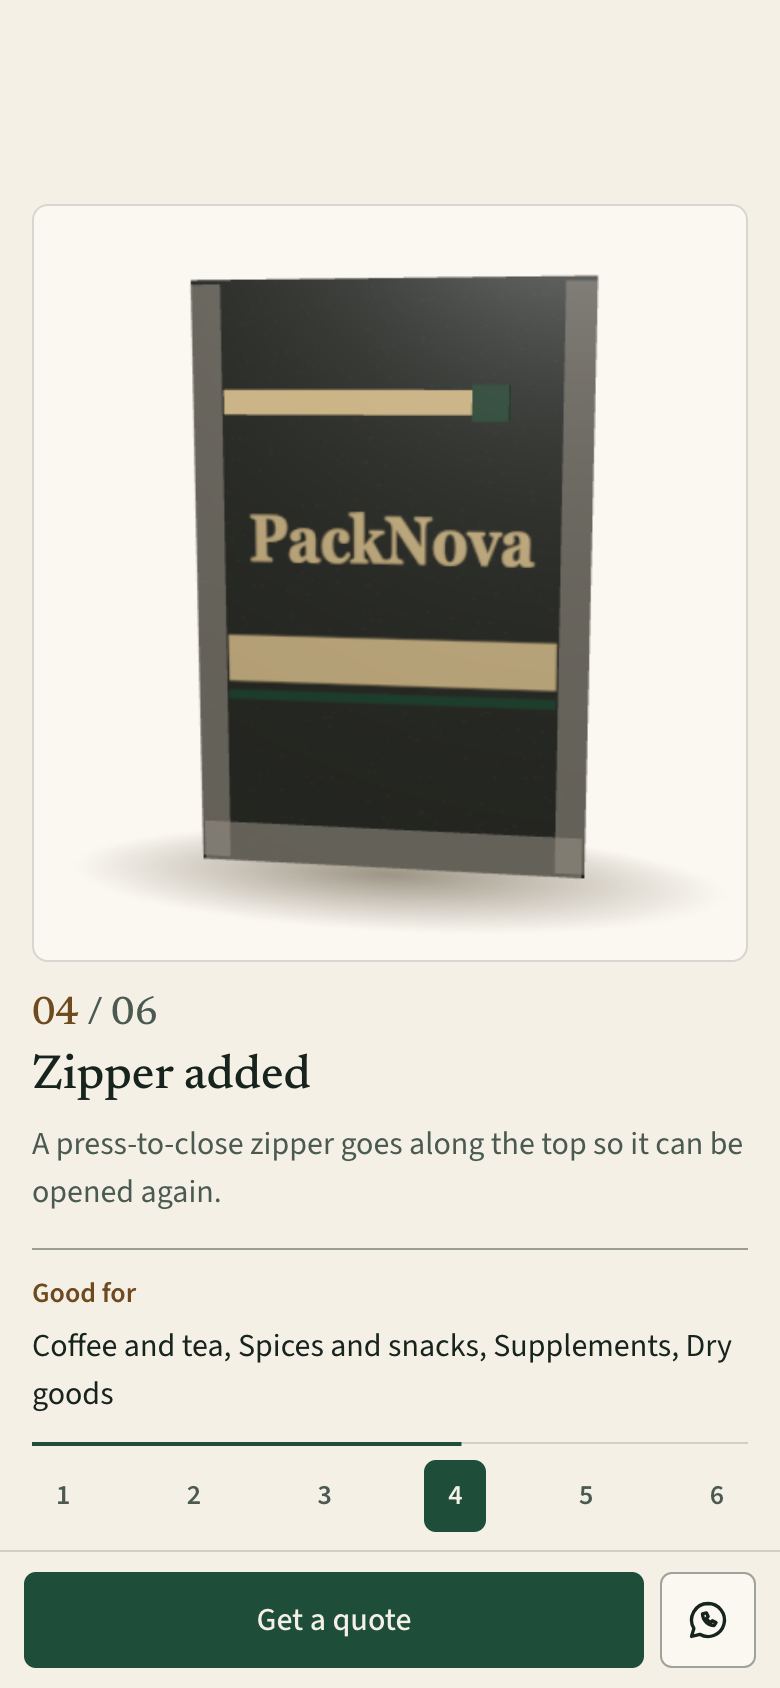 PackNova
04 / 06
Zipper added
A press-to-close zipper goes along the top so it can be
opened again.
Good for
Coffee and tea, Spices and snacks, Supplements, Dry
goods
1 2 3 4 5 6
Get a quote